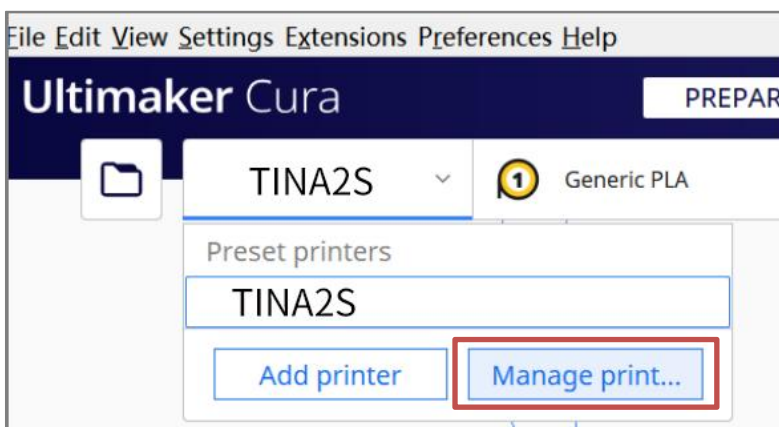 File Edit View Settings Extensions Preferences Help
Ultimaker Cura PREPAR
TINA2S 1 Generic PLA
Preset printers
TINA2S
Add printer Manage print...